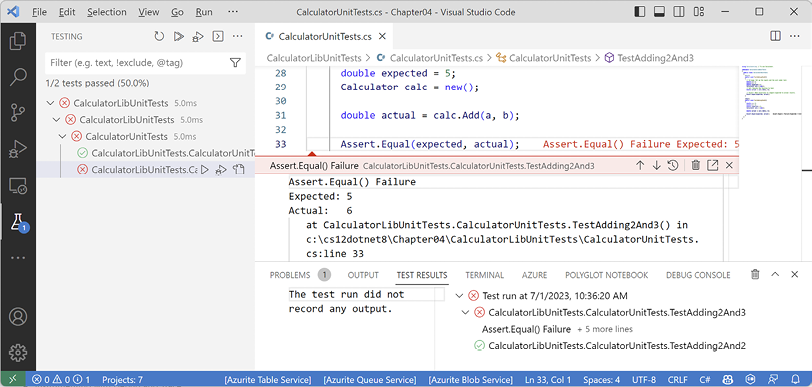 File Edit Selection View Go Run ... CalculatorUnitTests.cs - Chapter04 - Visual Studio Code
TESTING
Filter (e.g. text, !exclude, @tag)
1/2 tests passed (50.0%)
CalculatorLibUnitTests 5.0ms
CalculatorLibUnitTests 5.0ms
CalculatorUnitTests 5.0ms
CalculatorLibUnitTests.CalculatorUnitT
CalculatorLibUnitTests.Ca
1
CalculatorUnitTests.cs
CalculatorLibUnitTests > CalculatorUnitTests.cs > CalculatorUnitTests > TestAdding2And3
28 double expected = 5;
29 Calculator calc = new();
30
31 double actual = calc.Add(a, b);
32
33 Assert.Equal(expected, actual); Assert.Equal() Failure Expected: 5
Assert.Equal() Failure CalculatorLibUnitTests.CalculatorUnitTests.TestAdding2And3
Assert.Equal() Failure
Expected: 5
Actual: 6
at CalculatorLibUnitTests.CalculatorUnitTests.TestAdding2And3() in
c:\cs12dotnet8\Chapter04\CalculatorLibUnitTests\CalculatorUnitTests.
cs:line 33
PROBLEMS 1 OUTPUT TEST RESULTS TERMINAL AZURE POLYGLOT NOTEBOOK DEBUG CONSOLE
The test run did not
record any output.
Test run at 7/1/2023, 10:36:20 AM
CalculatorLibUnitTests.CalculatorUnitTests.TestAdding2And3
Assert.Equal() Failure + 5 more lines
CalculatorLibUnitTests.CalculatorUnitTests.TestAdding2And2
0 0 1 Projects: 7 [Azurite Table Service] [Azurite Queue Service] [Azurite Blob Service] Ln 33, Col 1 Spaces: 4 UTF-8 CRLF C#